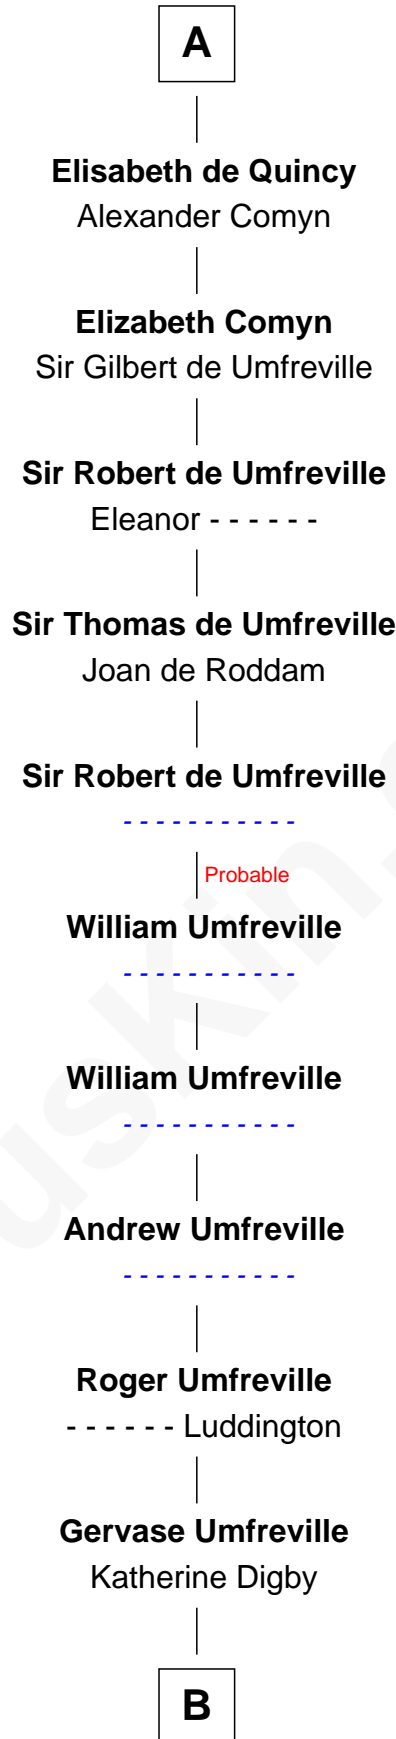 A
Elisabeth de Quincy
Alexander Comyn
Elizabeth Comyn
Sir Gilbert de Umfreville
Sir Robert de Umfreville
Eleanor - - - - - -
Sir Thomas de Umfreville
Joan de Roddam
Sir Robert de Umfreville
- - - - - - - - - - -
Probable
William Umfreville
- - - - - - - - - - -
William Umfreville
- - - - - - - - - - -
Andrew Umfreville
- - - - - - - - - - -
Roger Umfreville
- - - - - - Luddington
Gervase Umfreville
Katherine Digby
B